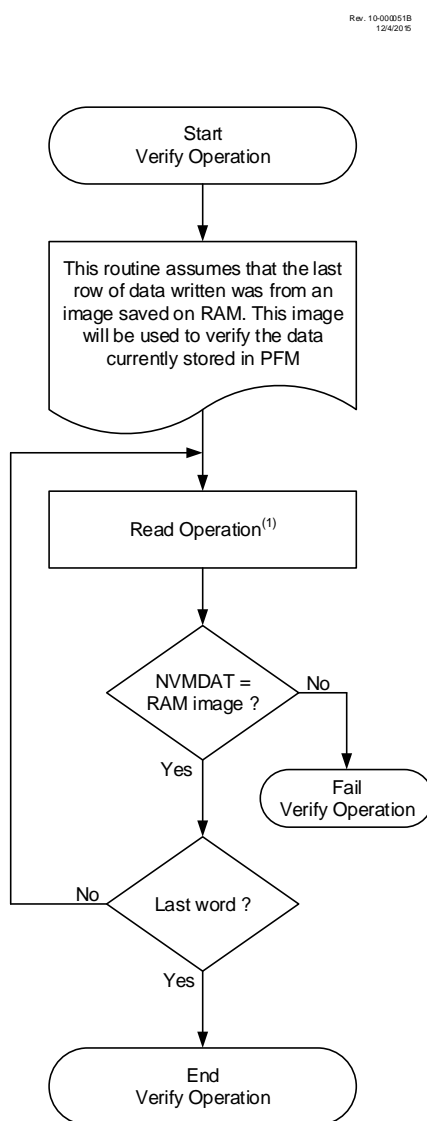 Rev. 10-000051B
12/4/2015
Start
Verify Operation
This routine assumes that the last
row of data written was from an
image saved on RAM. This image
will be used to verify the data
currently stored in PFM
Read Operation(1)
NVMDAT =
RAM image ?
No
Yes
Fail
Verify Operation
No
Last word ?
Yes
End
Verify Operation